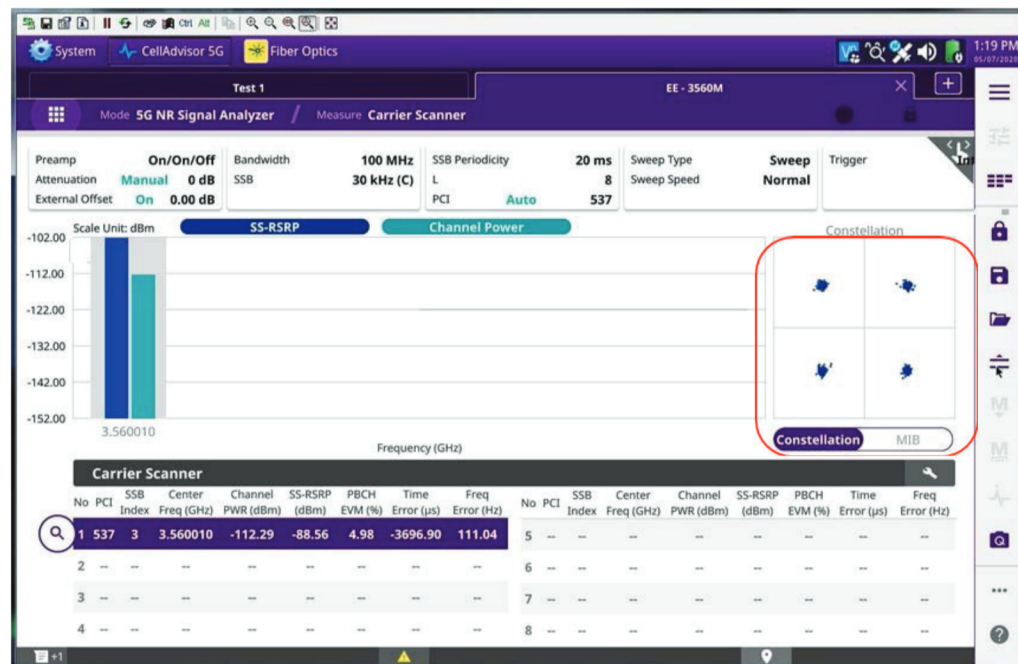 Ctrl Alt
System CellAdvisor 5G Fiber Optics 1:19 PM
05/07/2020
Test 1 EE - 3560M
Mode 5G NR Signal Analyzer / Measure Carrier Scanner
Preamp On/On/Off Bandwidth 100 MHz SSB Periodicity 20 ms Sweep Type Sweep Trigger
Attenuation Manual 0 dB SSB 30 kHz (C) L 8 Sweep Speed Normal
External Offset On 0.00 dB PCI Auto 537
Scale Unit: dBm SS-RSRP Channel Power Constellation
-102.00
-112.00
-122.00
-132.00
-142.00
-152.00
3.560010
Frequency (GHz)
Constellation MIB
Carrier Scanner
No PCI SSB Index Center Freq (GHz) Channel PWR (dBm) SS-RSRP (dBm) PBCH EVM (%) Time Error (μs) Freq Error (Hz) No PCI SSB Index Center Freq (GHz) Channel PWR (dBm) SS-RSRP (dBm) PBCH EVM (%) Time Error (μs) Freq Error (Hz)
1 537 3 3.560010 -112.29 -88.56 4.98 -3696.90 111.04 5 -- -- -- -- -- -- -- --
2 -- -- -- -- -- -- -- -- 6 -- -- -- -- -- -- -- --
3 -- -- -- -- -- -- -- -- 7 -- -- -- -- -- -- -- --
4 -- -- -- -- -- -- -- -- 8 -- -- -- -- -- -- -- --
+1